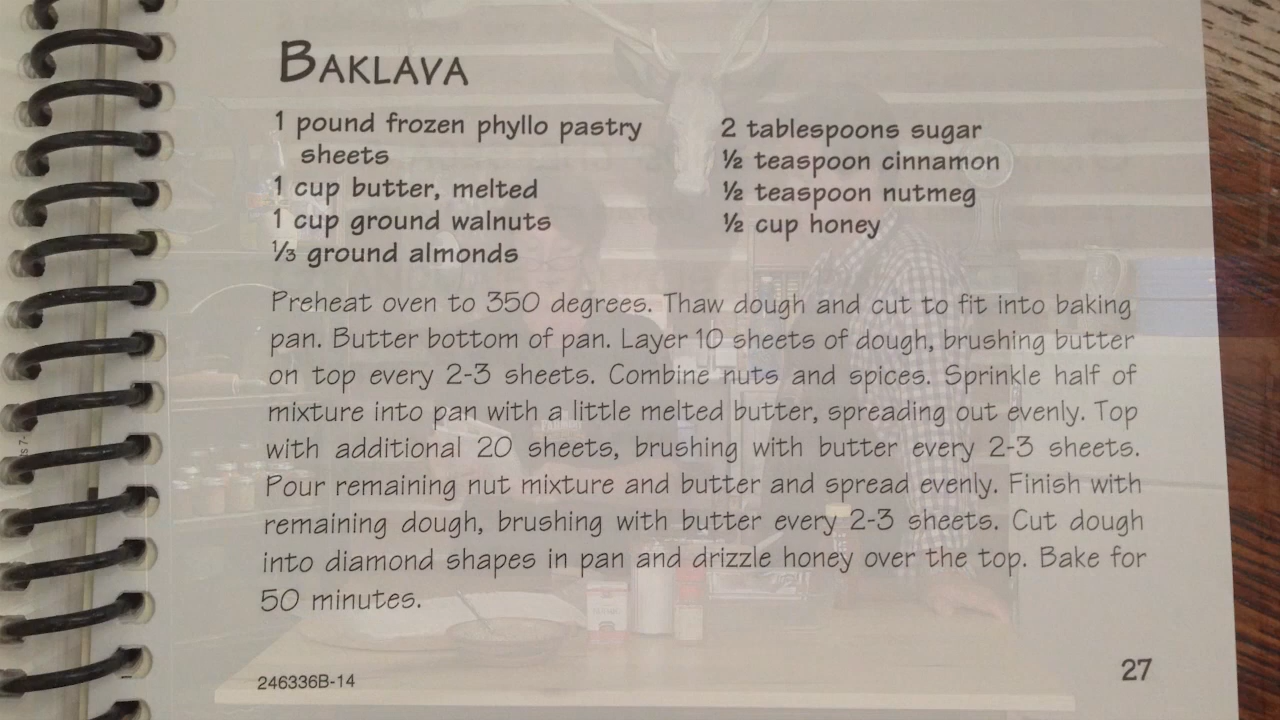 BAKLAVA
1 pound frozen phyllo pastry
sheets
1 cup butter, melted
1 cup ground walnuts
⅓ ground almonds
2 tablespoons sugar
½ teaspoon cinnamon
½ teaspoon nutmeg
½ cup honey
Preheat oven to 350 degrees. Thaw dough and cut to fit into baking
pan. Butter bottom of pan. Layer 10 sheets of dough, brushing butter
on top every 2-3 sheets. Combine nuts and spices. Sprinkle half of
mixture into pan with a little melted butter, spreading out evenly. Top
with additional 20 sheets, brushing with butter every 2-3 sheets.
Pour remaining nut mixture and butter and spread evenly. Finish with
remaining dough, brushing with butter every 2-3 sheets. Cut dough
into diamond shapes in pan and drizzle honey over the top. Bake for
50 minutes.
246336B-14
27